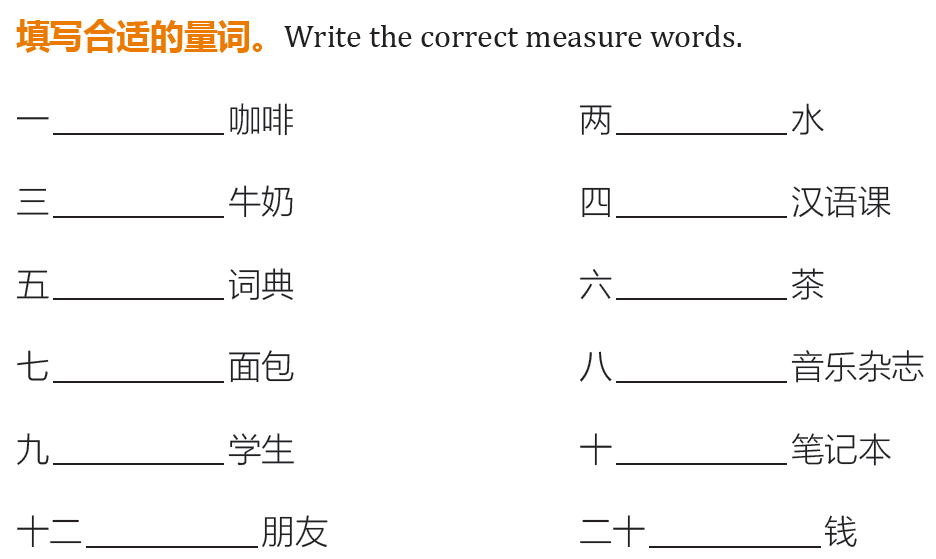 填写合适的量词。Write the correct measure words.
一__________咖啡 两__________水
三__________牛奶 四__________汉语课
五__________词典 六__________茶
七__________面包 八__________音乐杂志
九__________学生 十__________笔记本
十二__________朋友 二十__________钱